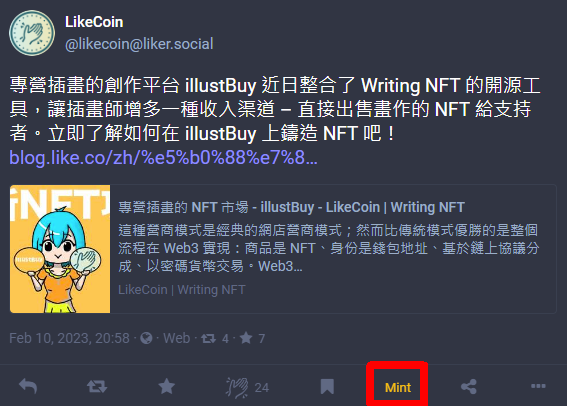 LikeCoin
@likecoin@liker.social
專營插畫的創作平台 illustBuy 近日整合了 Writing NFT 的開源工
具，讓插畫師增多一種收入渠道 – 直接出售畫作的 NFT 給支持
者。立即了解如何在 illustBuy 上鑄造 NFT 吧！
blog.like.co/zh/%e5%b0%88%e7%8…
專營插畫的 NFT 市場 - illustBuy - LikeCoin | Writing NFT
這種營商模式是經典的網店營商模式；然而比傳統模式優勝的是整個
流程在 Web3 實現：商品是 NFT、身份是錢包地址、基於鏈上協議分
成、以密碼貨幣交易。Web3…
LikeCoin | Writing NFT
Feb 10, 2023, 20:58 · Web · 4 · 7
24
Mint